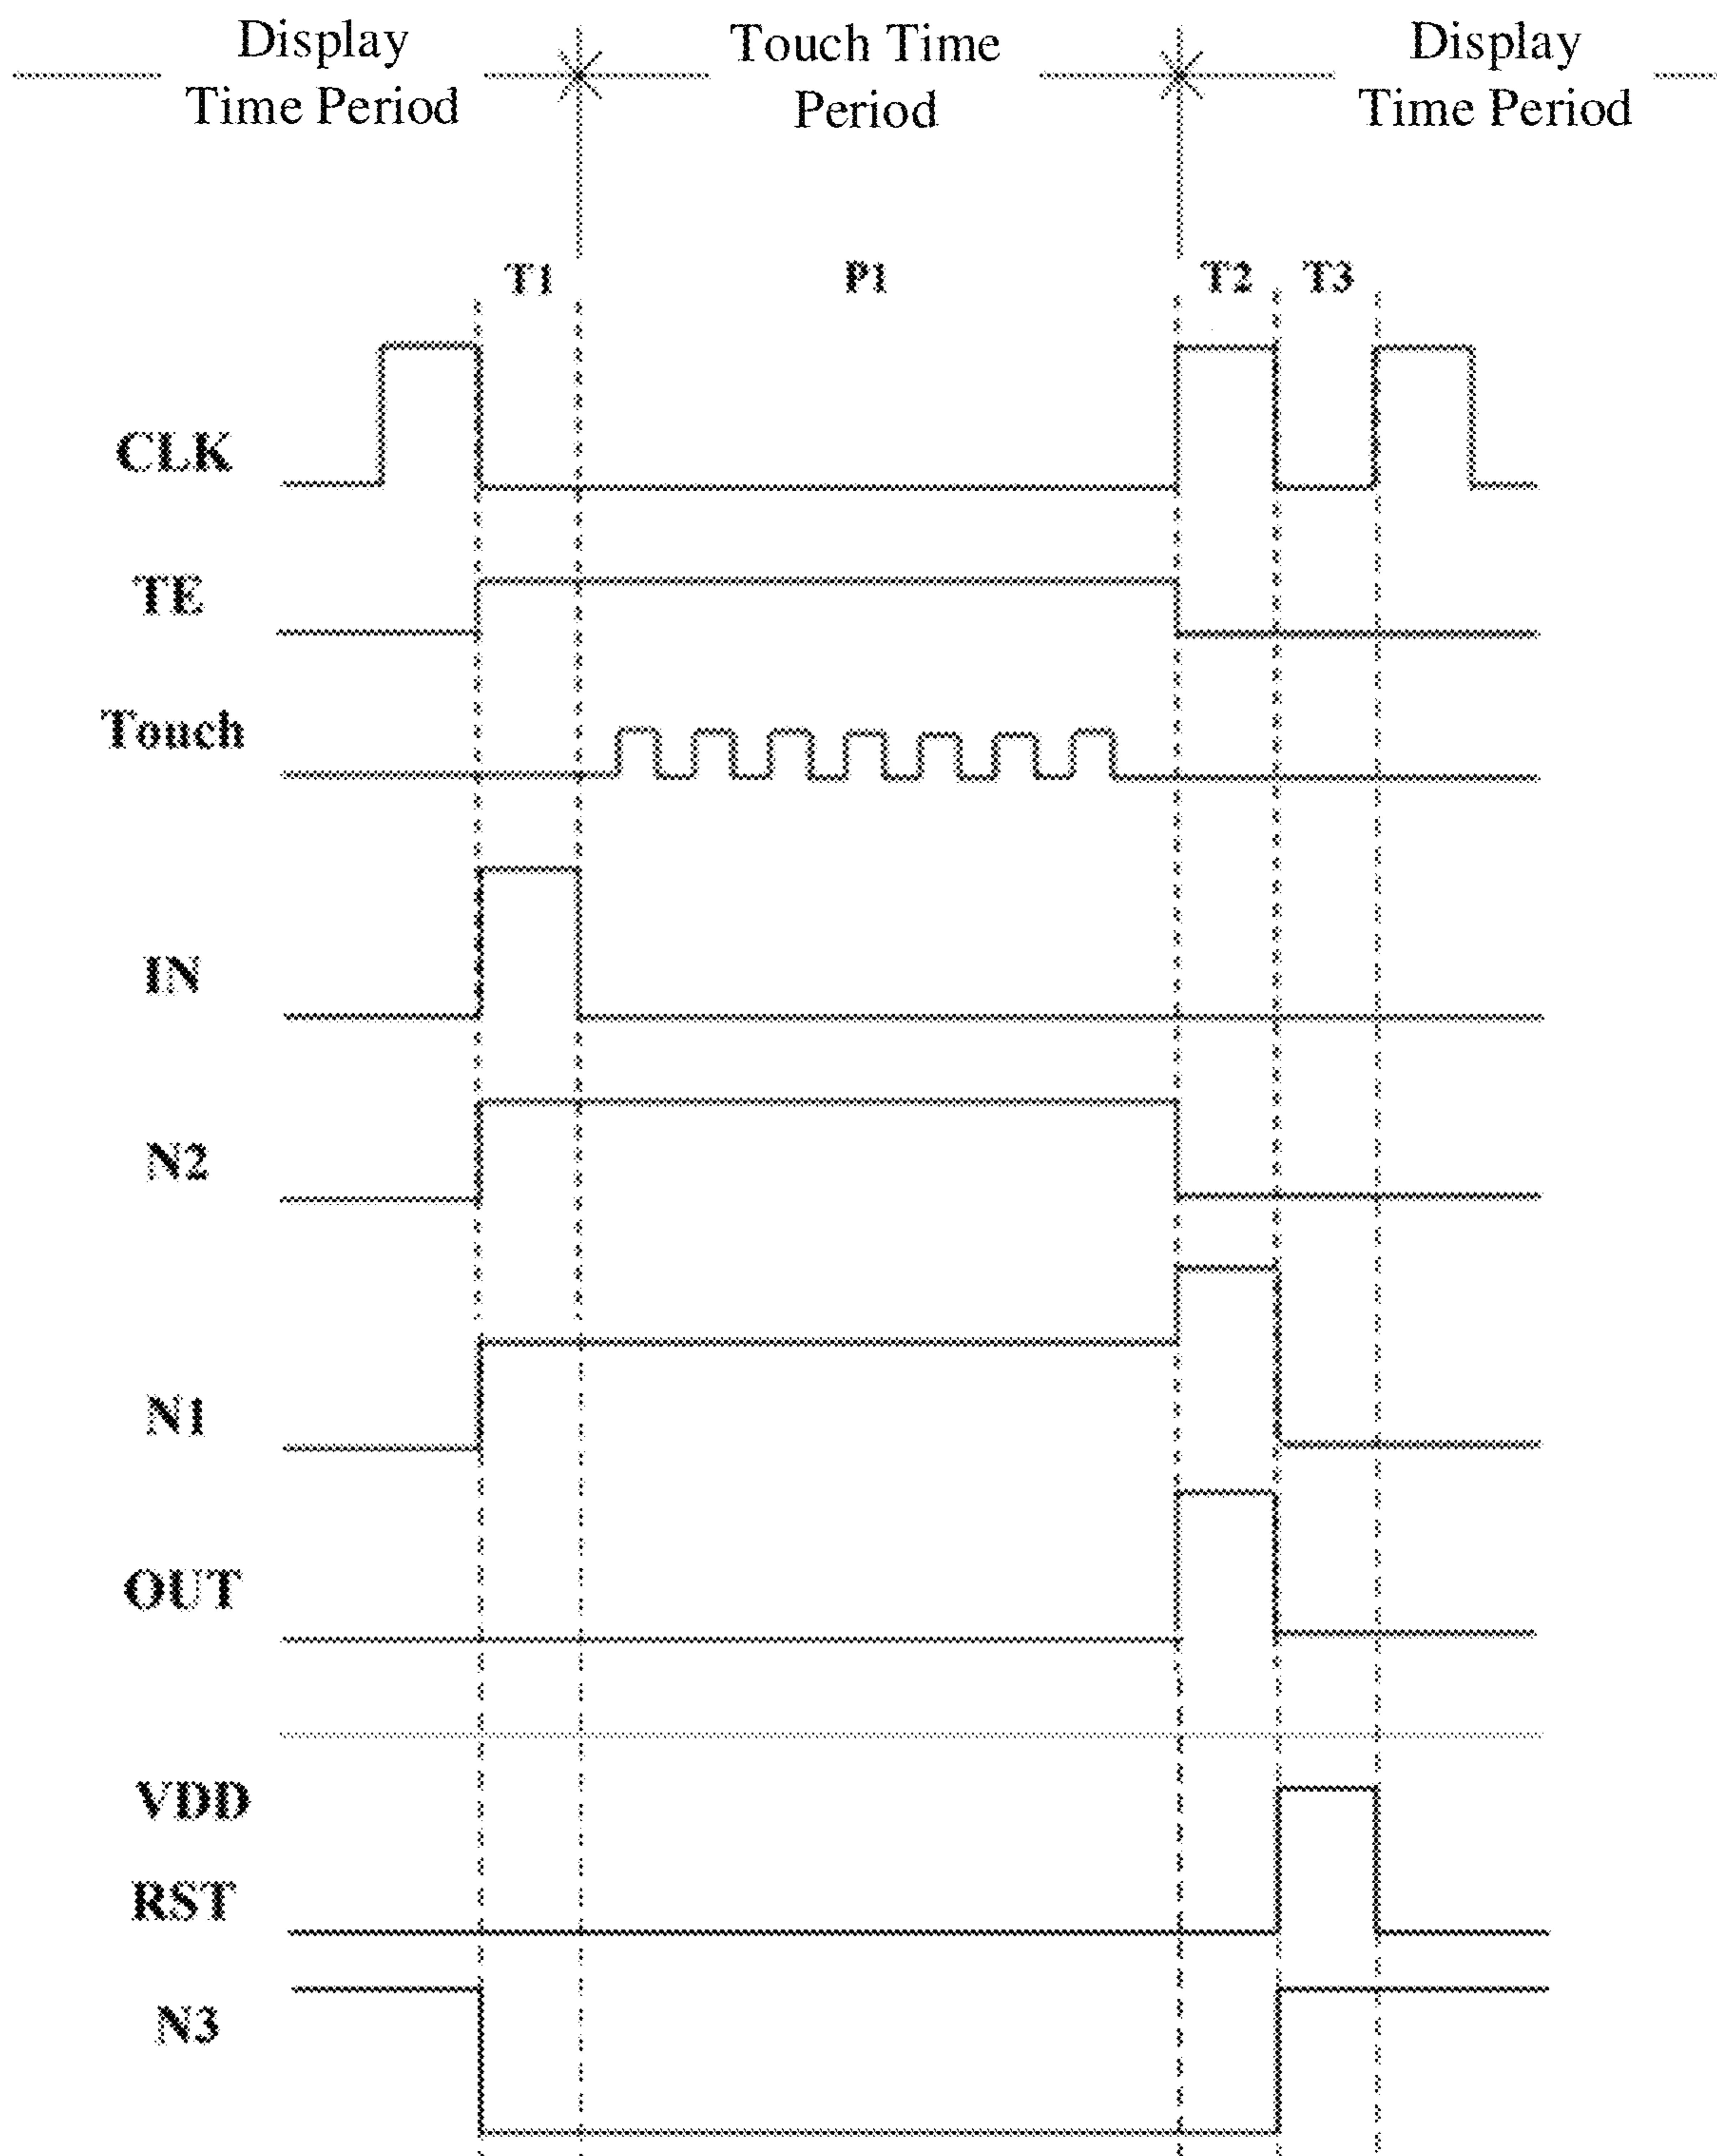 Display
Time Period
Touch Time
Period
Display
Time Period
T1
P1
T2
T3
CLK
TE
Touch
IN
N2
N1
OUT
VDD
RST
N3